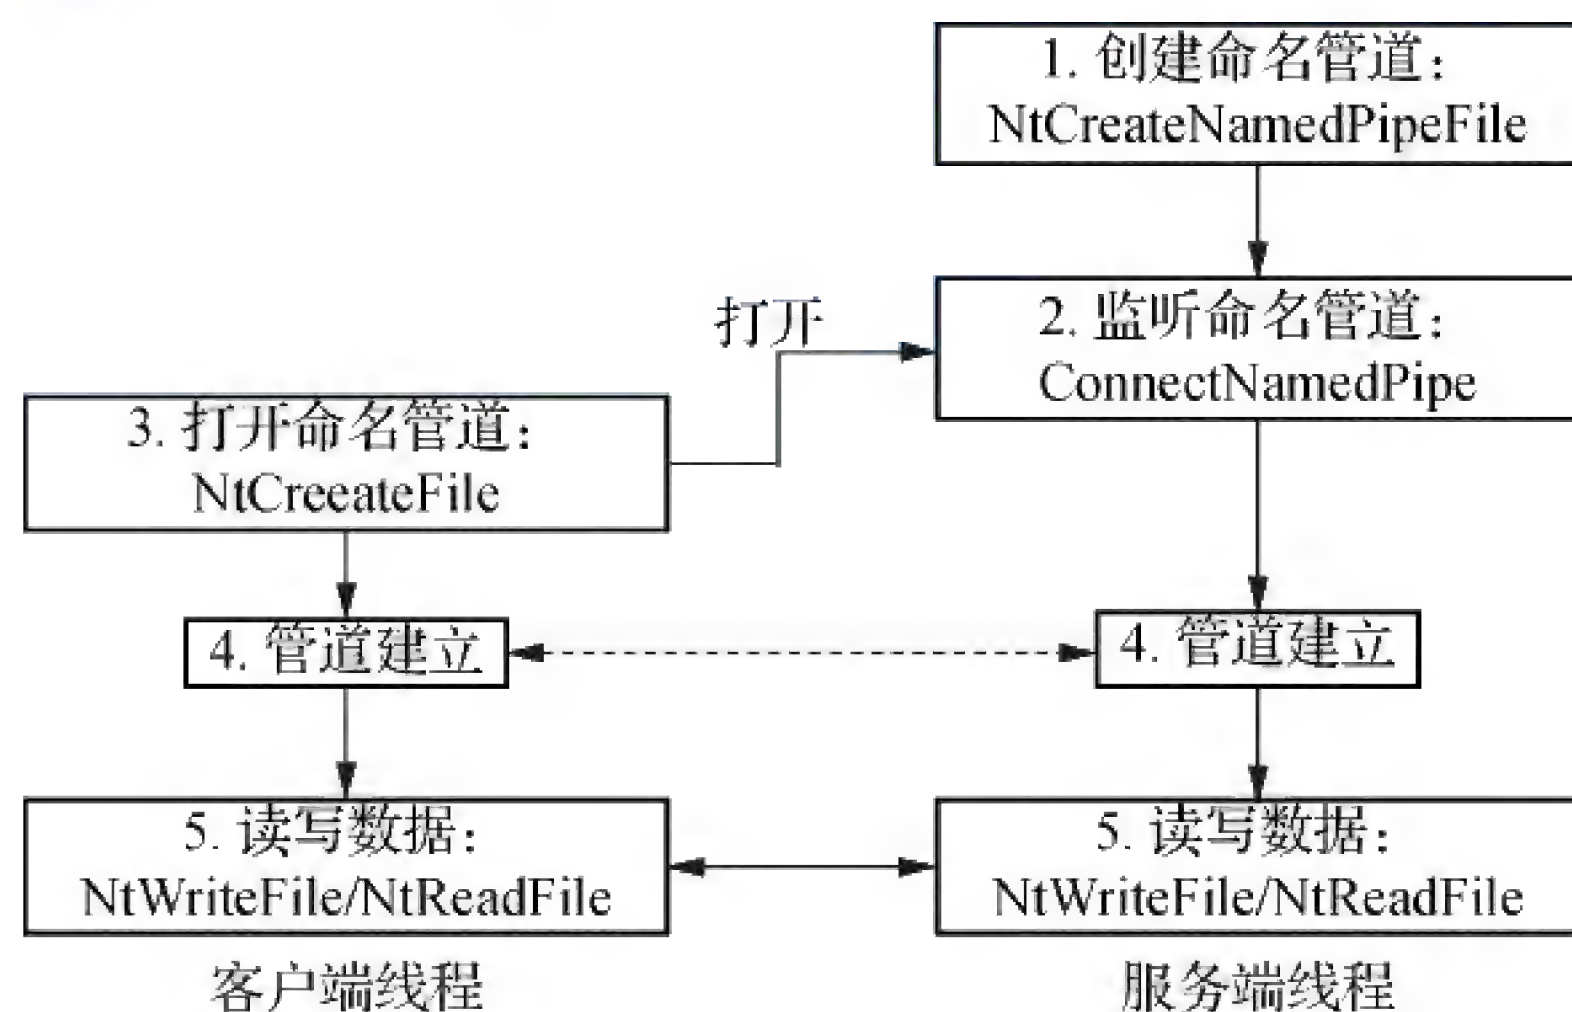 1. 创建命名管道：
NtCreateNamedPipeFile
打开
2. 监听命名管道：
ConnectNamedPipe
3. 打开命名管道：
NtCreeateFile
4. 管道建立
4. 管道建立
5. 读写数据：
NtWriteFile/NtReadFile
5. 读写数据：
NtWriteFile/NtReadFile
客户端线程
服务端线程